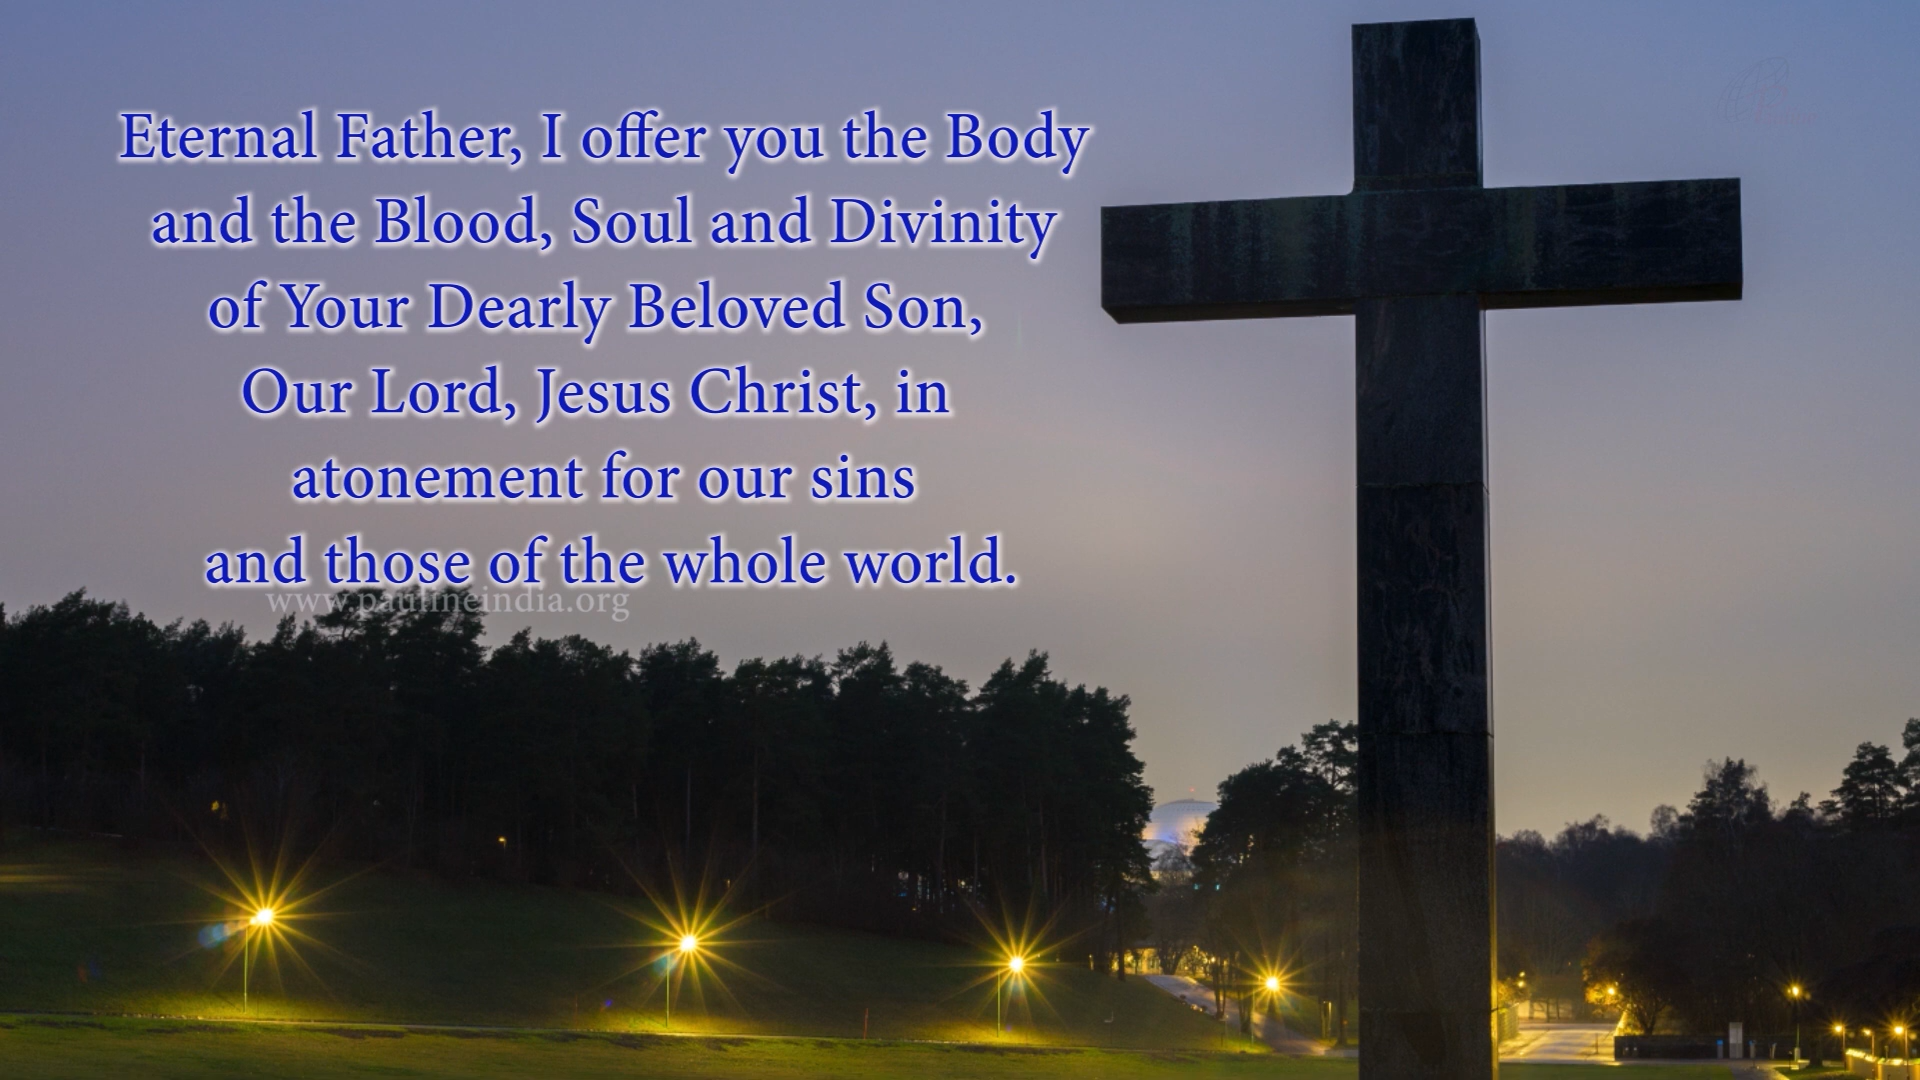 Eternal Father, I offer you the Body
and the Blood, Soul and Divinity
of Your Dearly Beloved Son,
Our Lord, Jesus Christ, in
atonement for our sins
and those of the whole world.
www.paulineindia.org